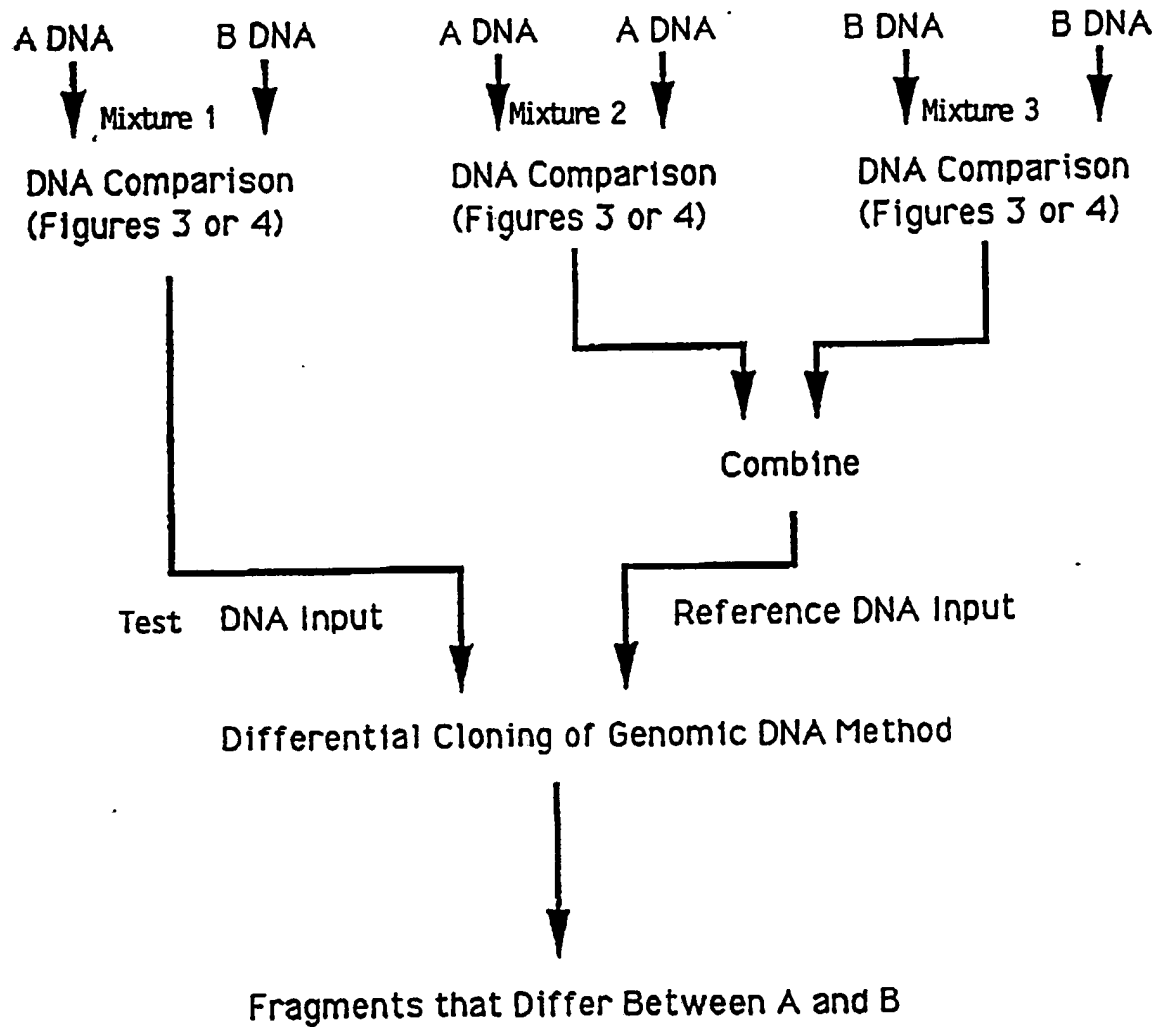 A DNA B DNA A DNA A DNA B DNA B DNA
Mixture 1 Mixture 2 Mixture 3
DNA Comparison DNA Comparison DNA Comparison
(Figures 3 or 4) (Figures 3 or 4) (Figures 3 or 4)
Combine
Test DNA Input Reference DNA Input
Differential Cloning of Genomic DNA Method
Fragments that Differ Between A and B